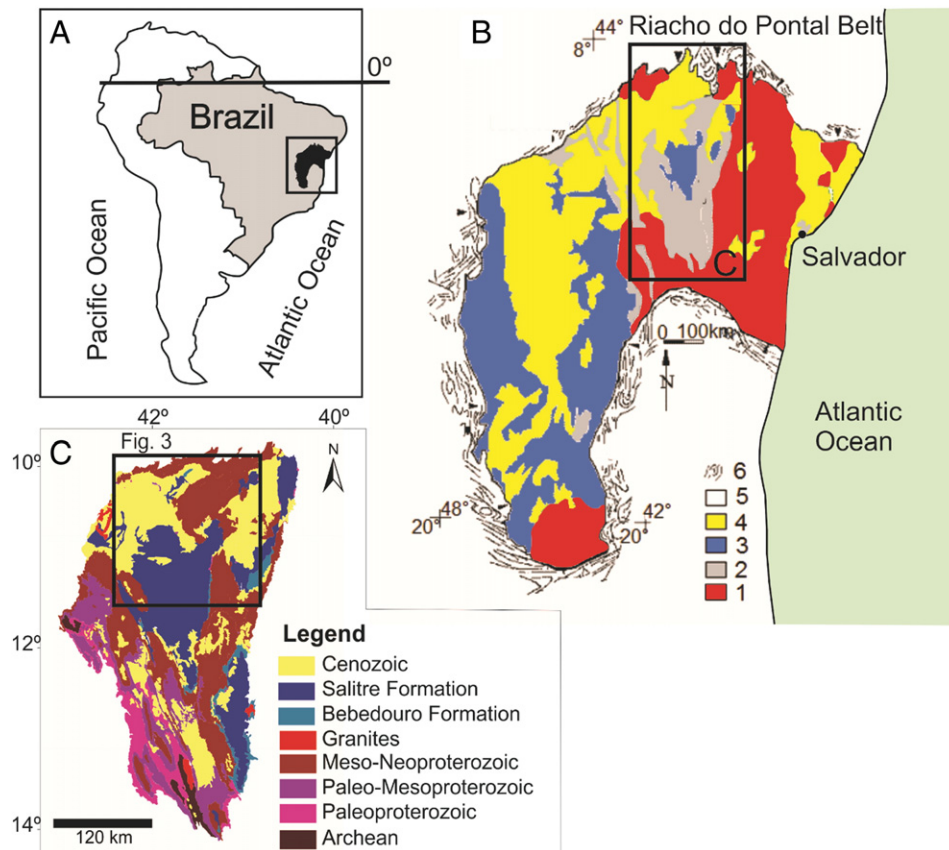 A
0º
Brazil
Pacific Ocean
Atlantic Ocean
B
44°
8°
Riacho do Pontal Belt
C
Salvador
0 100km
N
Atlantic
Ocean
48°
20°
42°
20°
6
5
4
3
2
1
42º
40º
C
Fig. 3
N
10º
12º
14º
120 km
Legend
Cenozoic
Salitre Formation
Bebedouro Formation
Granites
Meso-Neoproterozoic
Paleo-Mesoproterozoic
Paleoproterozoic
Archean